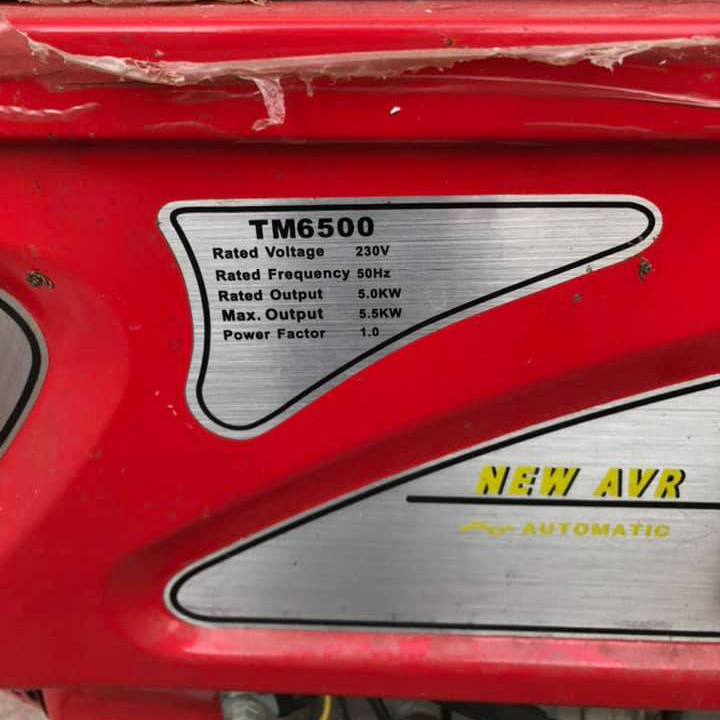 TM6500
Rated Voltage 230V
Rated Frequency 50Hz
Rated Output 5.0KW
Max. Output 5.5KW
Power Factor 1.0
NEW AVR
AUTOMATIC